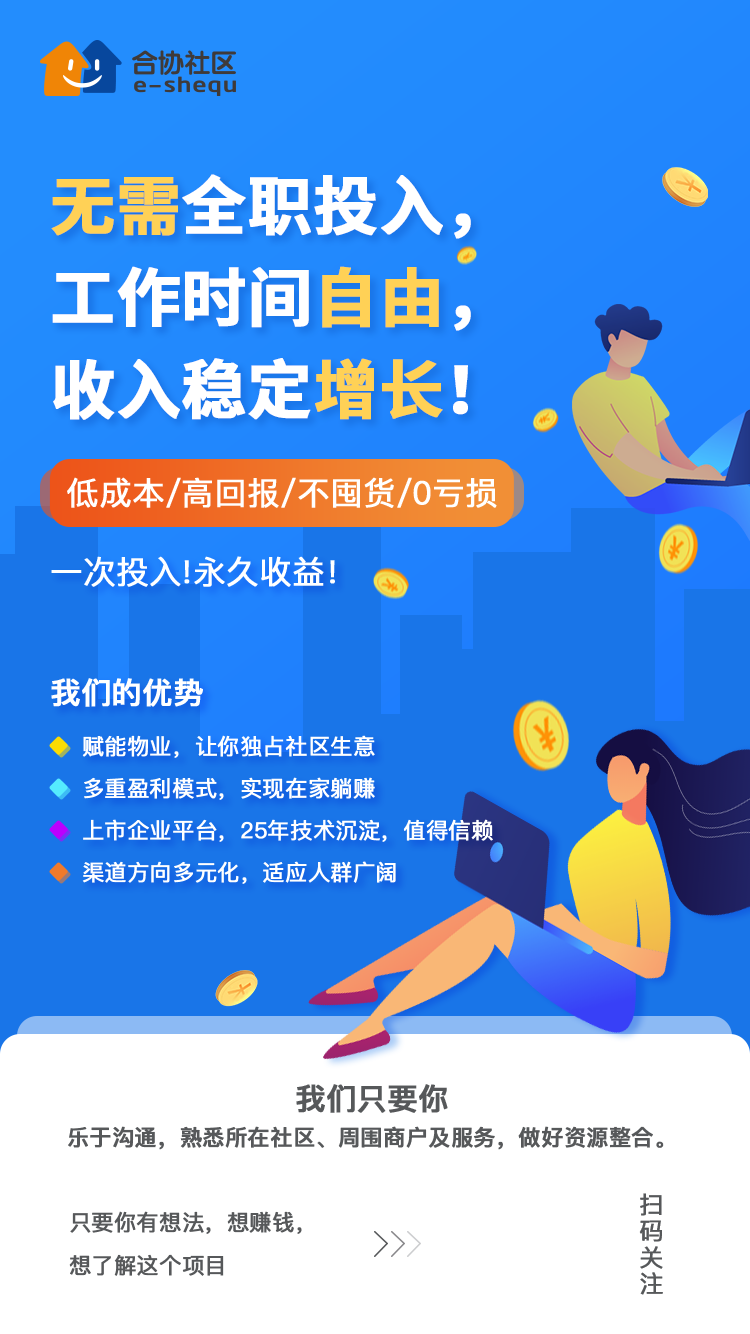 合协社区
e-shequ
无需全职投入，
工作时间自由，
收入稳定增长！
低成本/高回报/不囤货/0亏损
一次投入!永久收益!
我们的优势
赋能物业，让你独占社区生意
多重盈利模式，实现在家躺赚
上市企业平台，25年技术沉淀，值得信赖
渠道方向多元化，适应人群广阔
我们只要你
乐于沟通，熟悉所在社区、周围商户及服务，做好资源整合。
只要你有想法，想赚钱，
想了解这个项目
扫码关注